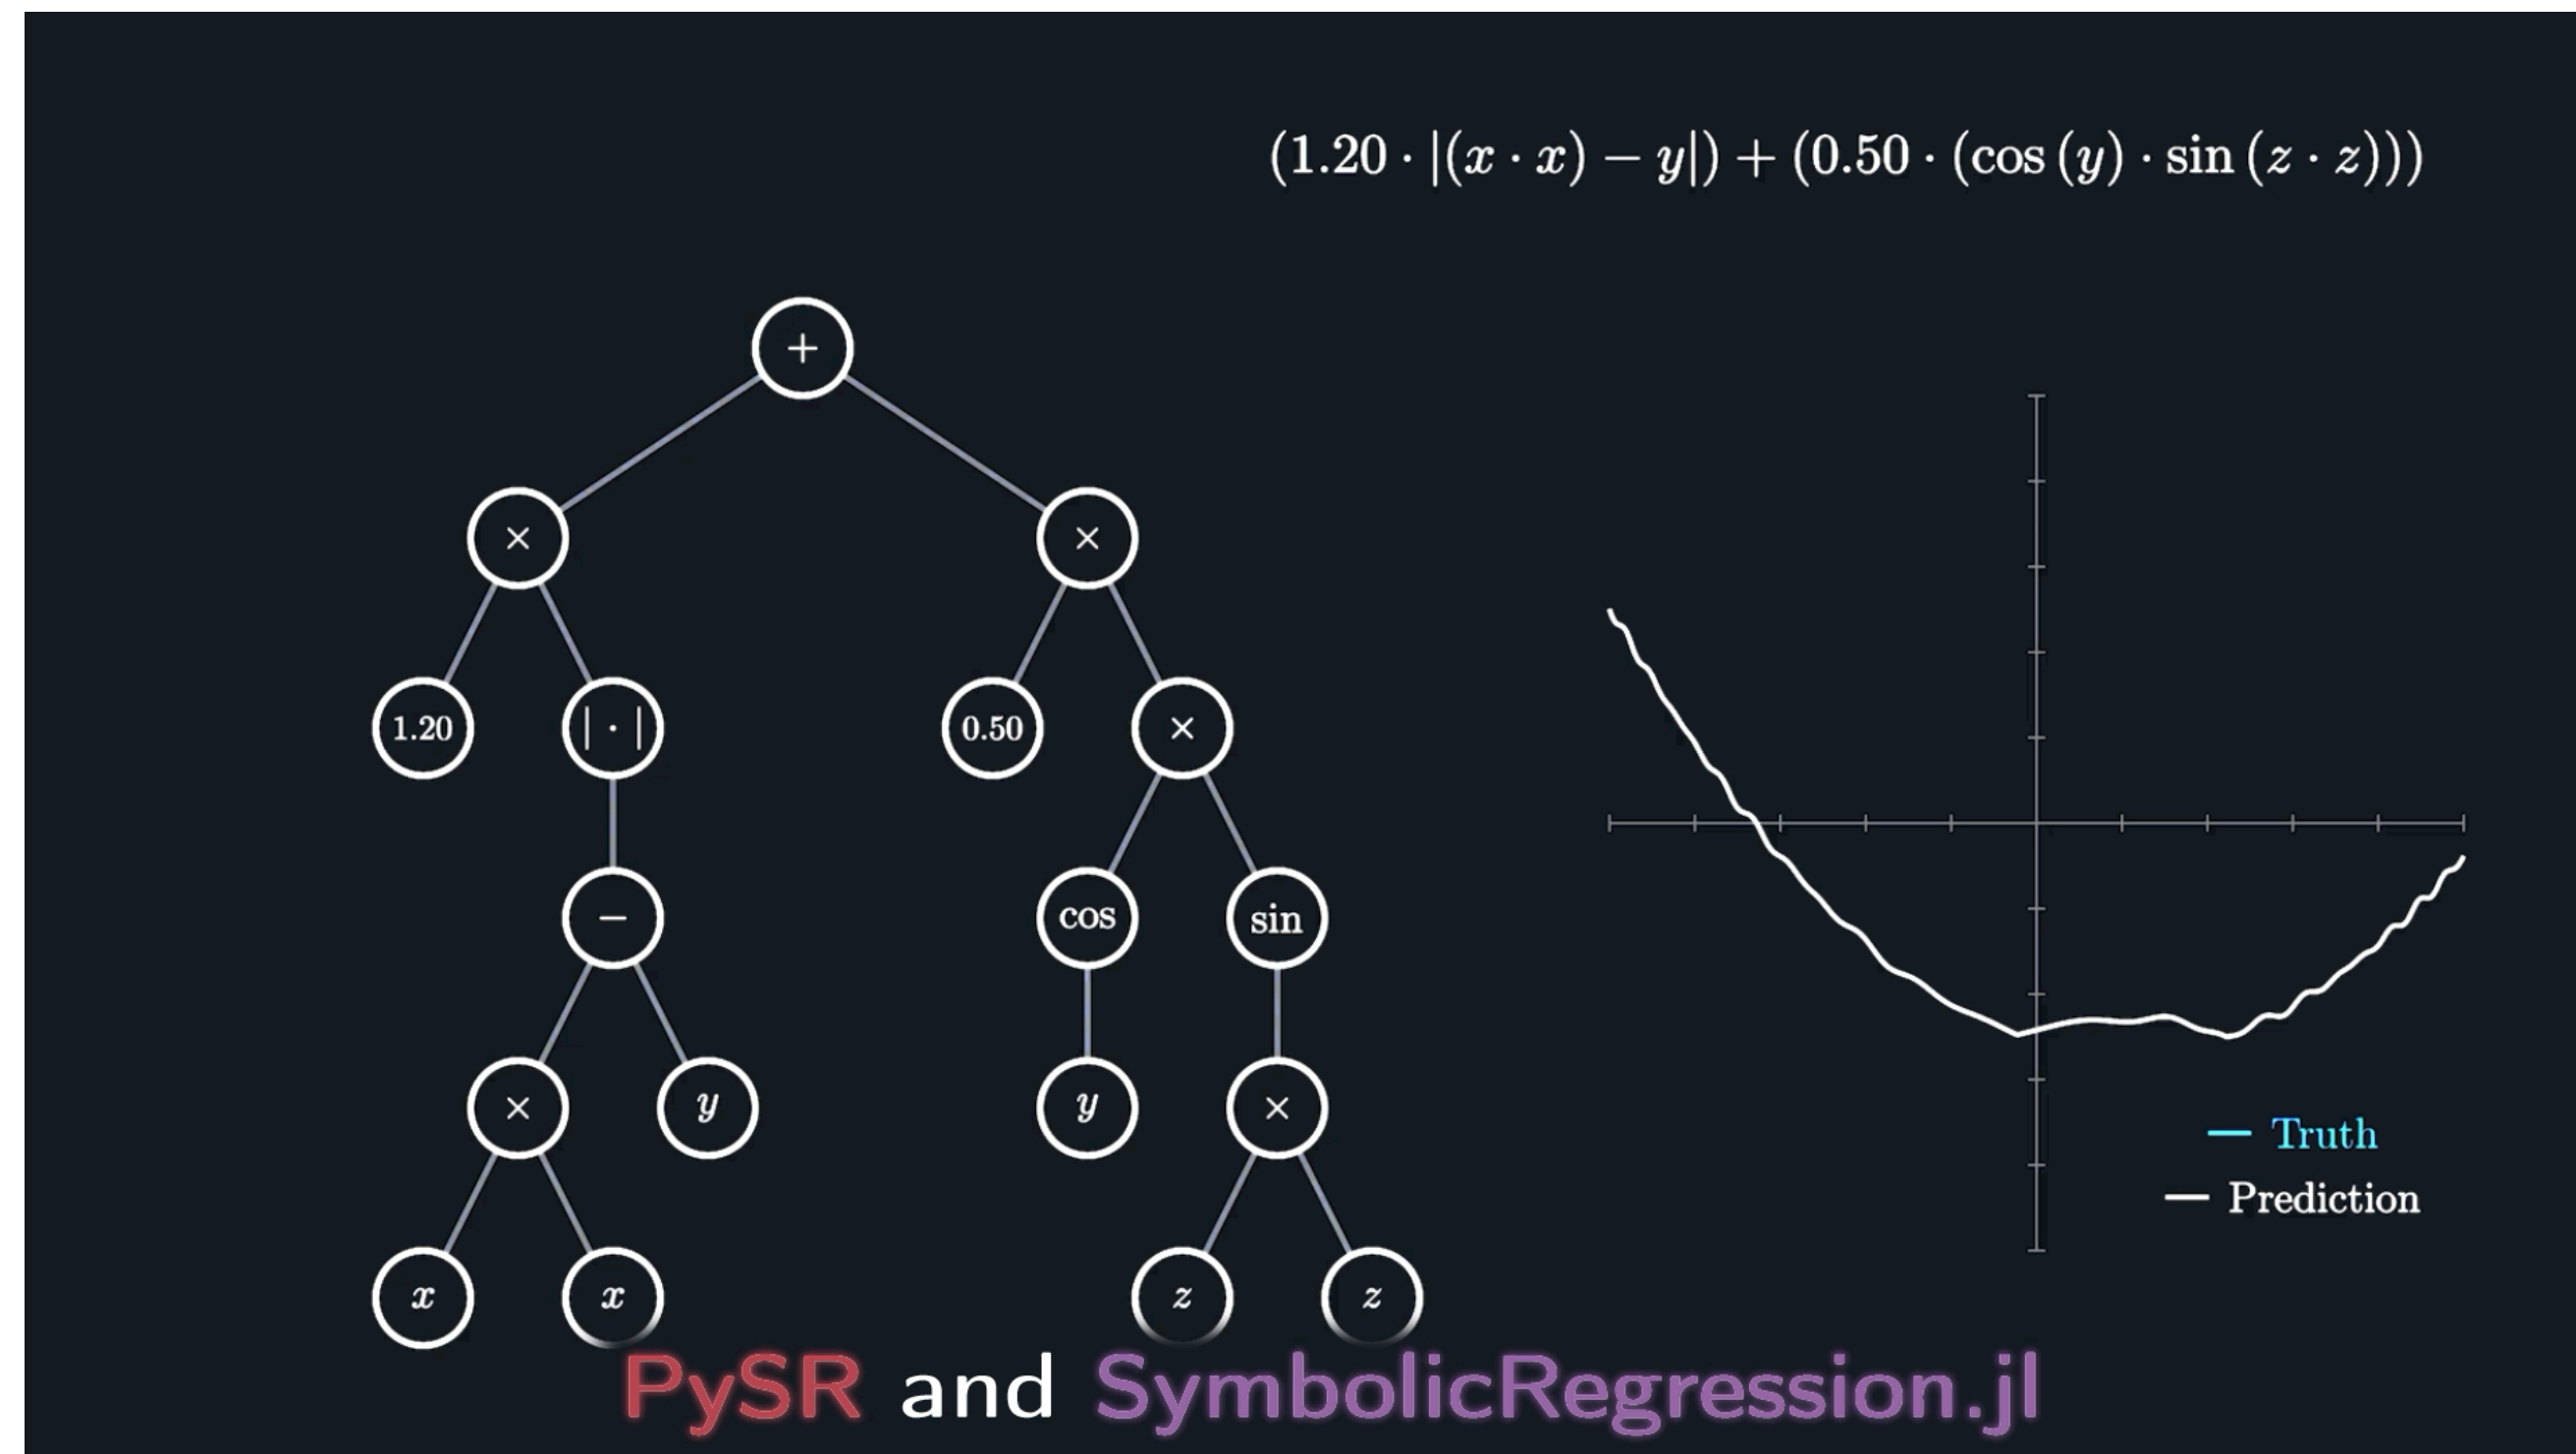 (1.20 · |(x · x) − y|) + (0.50 · (cos (y) · sin (z · z)))
+
× ×
1.20 | · | 0.50 ×
− cos sin
× y y ×
x x z z
Truth
Prediction
PySR and SymbolicRegression.jl